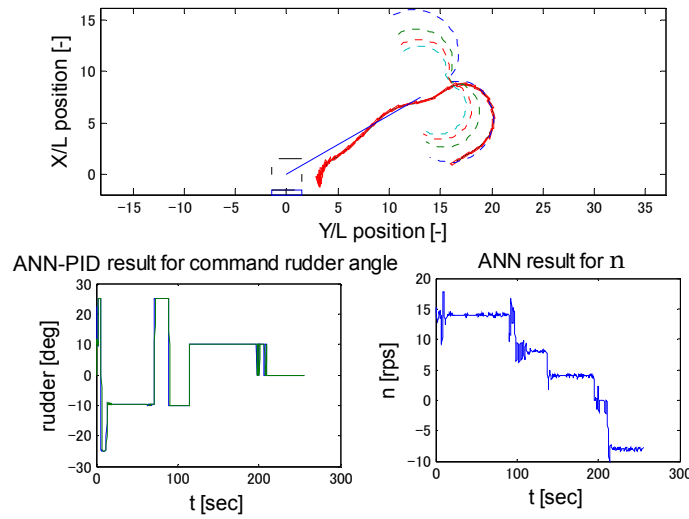 15
10
5
0
X/L position [-]
-15 -10 -5 0 5 10 15 20 25 30 35
Y/L position [-]
ANN-PID result for command rudder angle
30
20
10
0
-10
-20
-30
rudder [deg]
0 100 200 300
t [sec]
ANN result for n
20
15
10
5
0
-5
-10
n [rps]
0 100 200 300
t [sec]